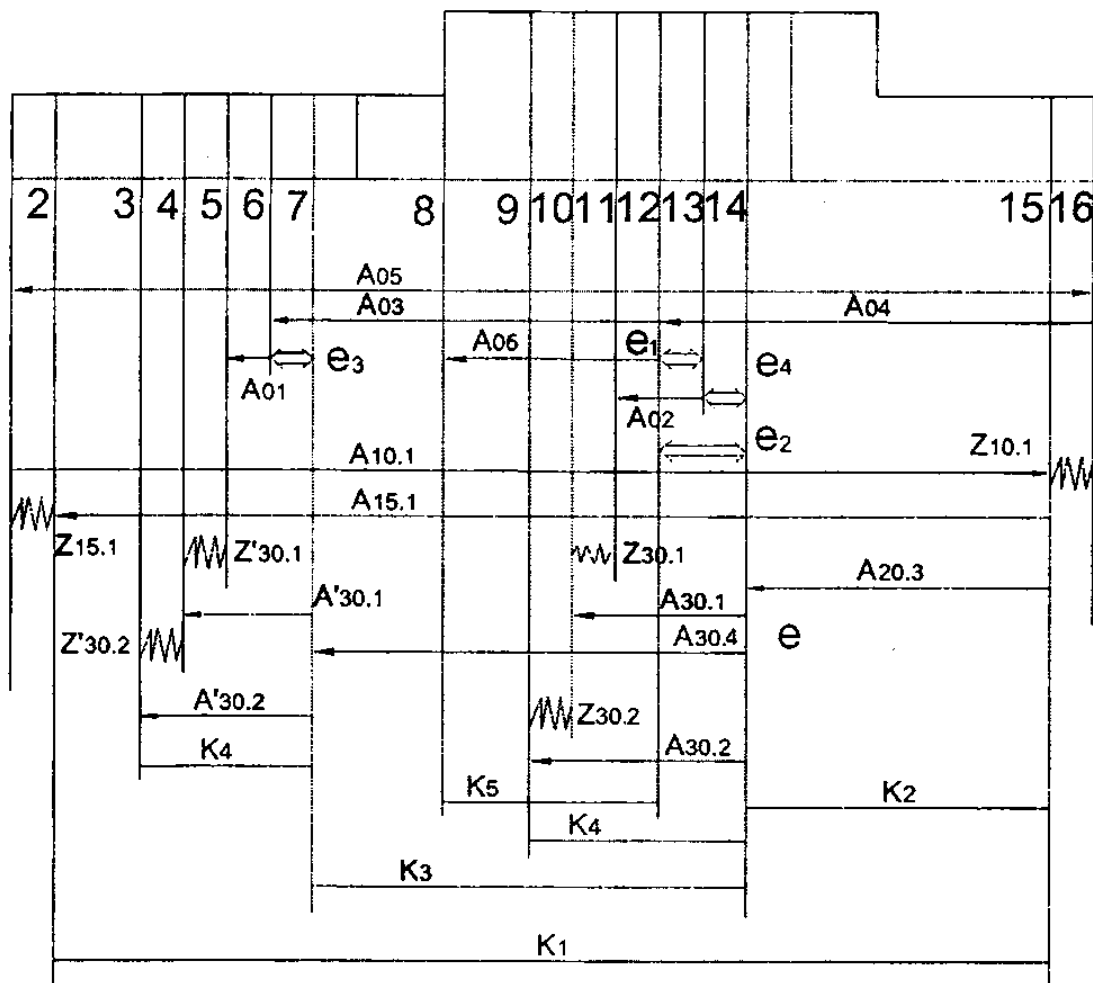 2 3 4 5 6 7 8 9 10 11 12 13 14 15 16
A05
A03 A04
A06 e1
e3 e4
A01 A02
e2
A10.1 Z10.1
A15.1
Z15.1 Z'30.1 Z30.1
A20.3
A'30.1 A30.1
Z'30.2 A30.4 e
A'30.2 Z30.2
K4 A30.2
K5 K2
K4
K3
K1